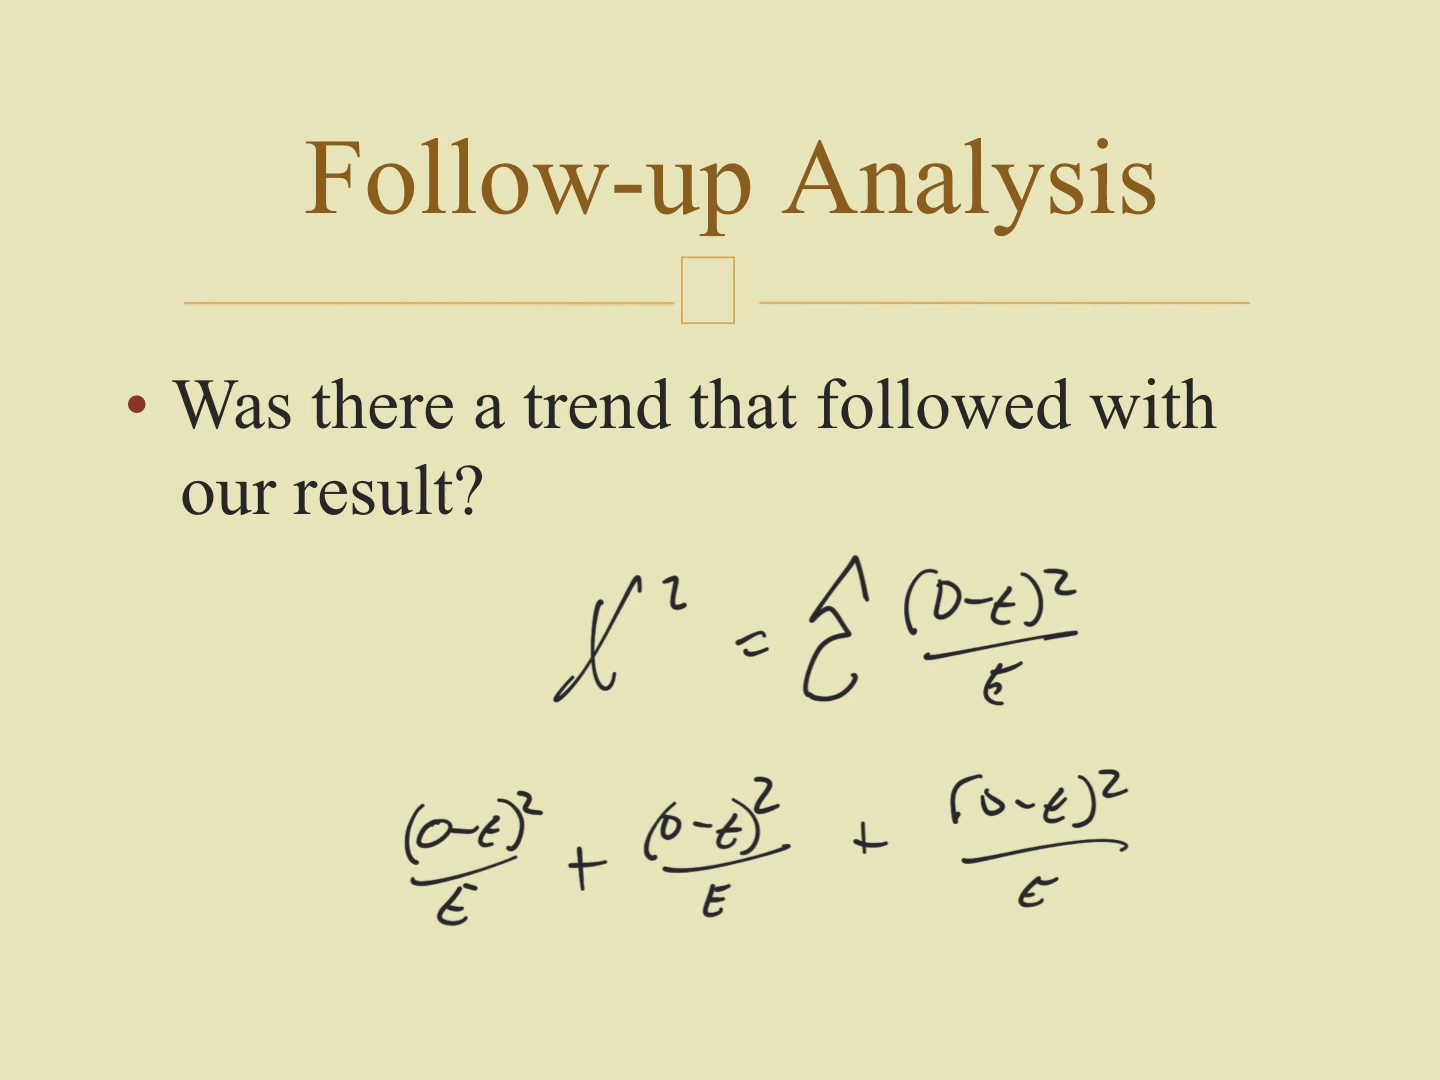 Follow-up Analysis
• Was there a trend that followed with
our result?
χ² = Σ (O-E)² / E
(O-E)² / E + (O-E)² / E + (O-E)² / E